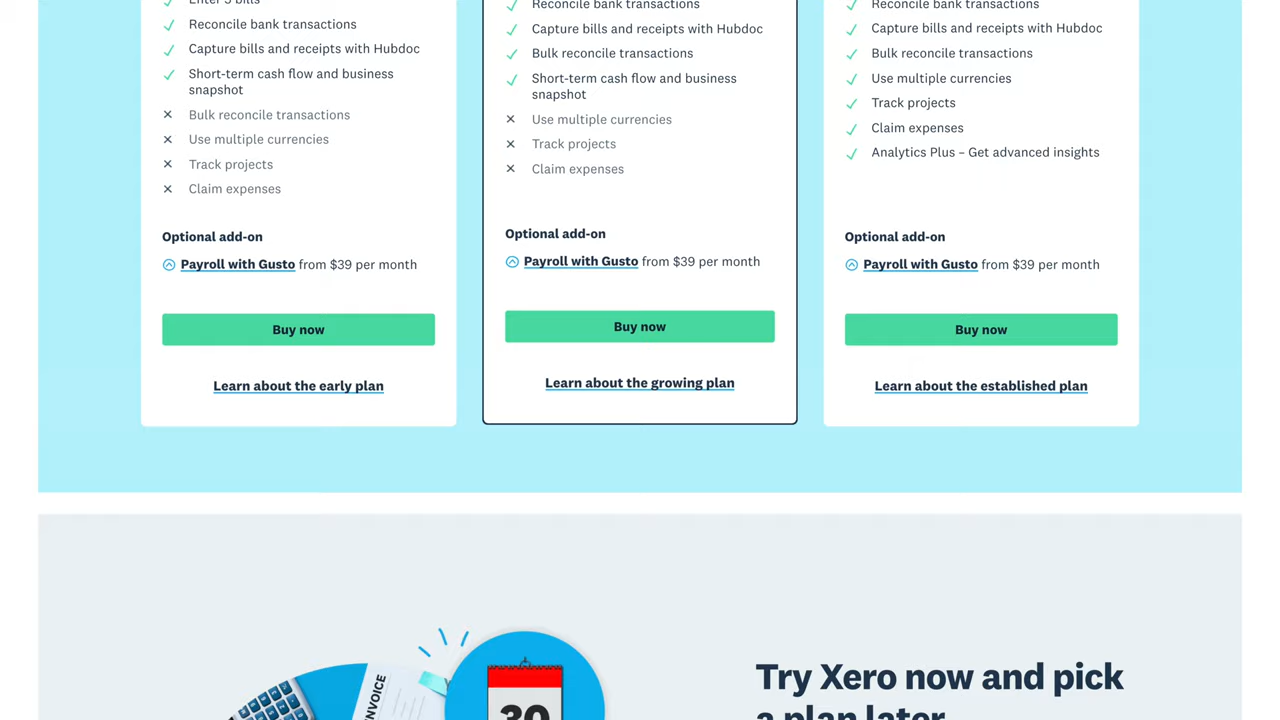 Enter 5 bills
Reconcile bank transactions
Capture bills and receipts with Hubdoc
Short-term cash flow and business
snapshot
Bulk reconcile transactions
Use multiple currencies
Track projects
Claim expenses
Optional add-on
Payroll with Gusto from $39 per month
Buy now
Learn about the early plan
Reconcile bank transactions
Capture bills and receipts with Hubdoc
Bulk reconcile transactions
Short-term cash flow and business
snapshot
Use multiple currencies
Track projects
Claim expenses
Optional add-on
Payroll with Gusto from $39 per month
Buy now
Learn about the growing plan
Reconcile bank transactions
Capture bills and receipts with Hubdoc
Bulk reconcile transactions
Use multiple currencies
Track projects
Claim expenses
Analytics Plus – Get advanced insights
Optional add-on
Payroll with Gusto from $39 per month
Buy now
Learn about the established plan
INVOICE
30
Try Xero now and pick
a plan later